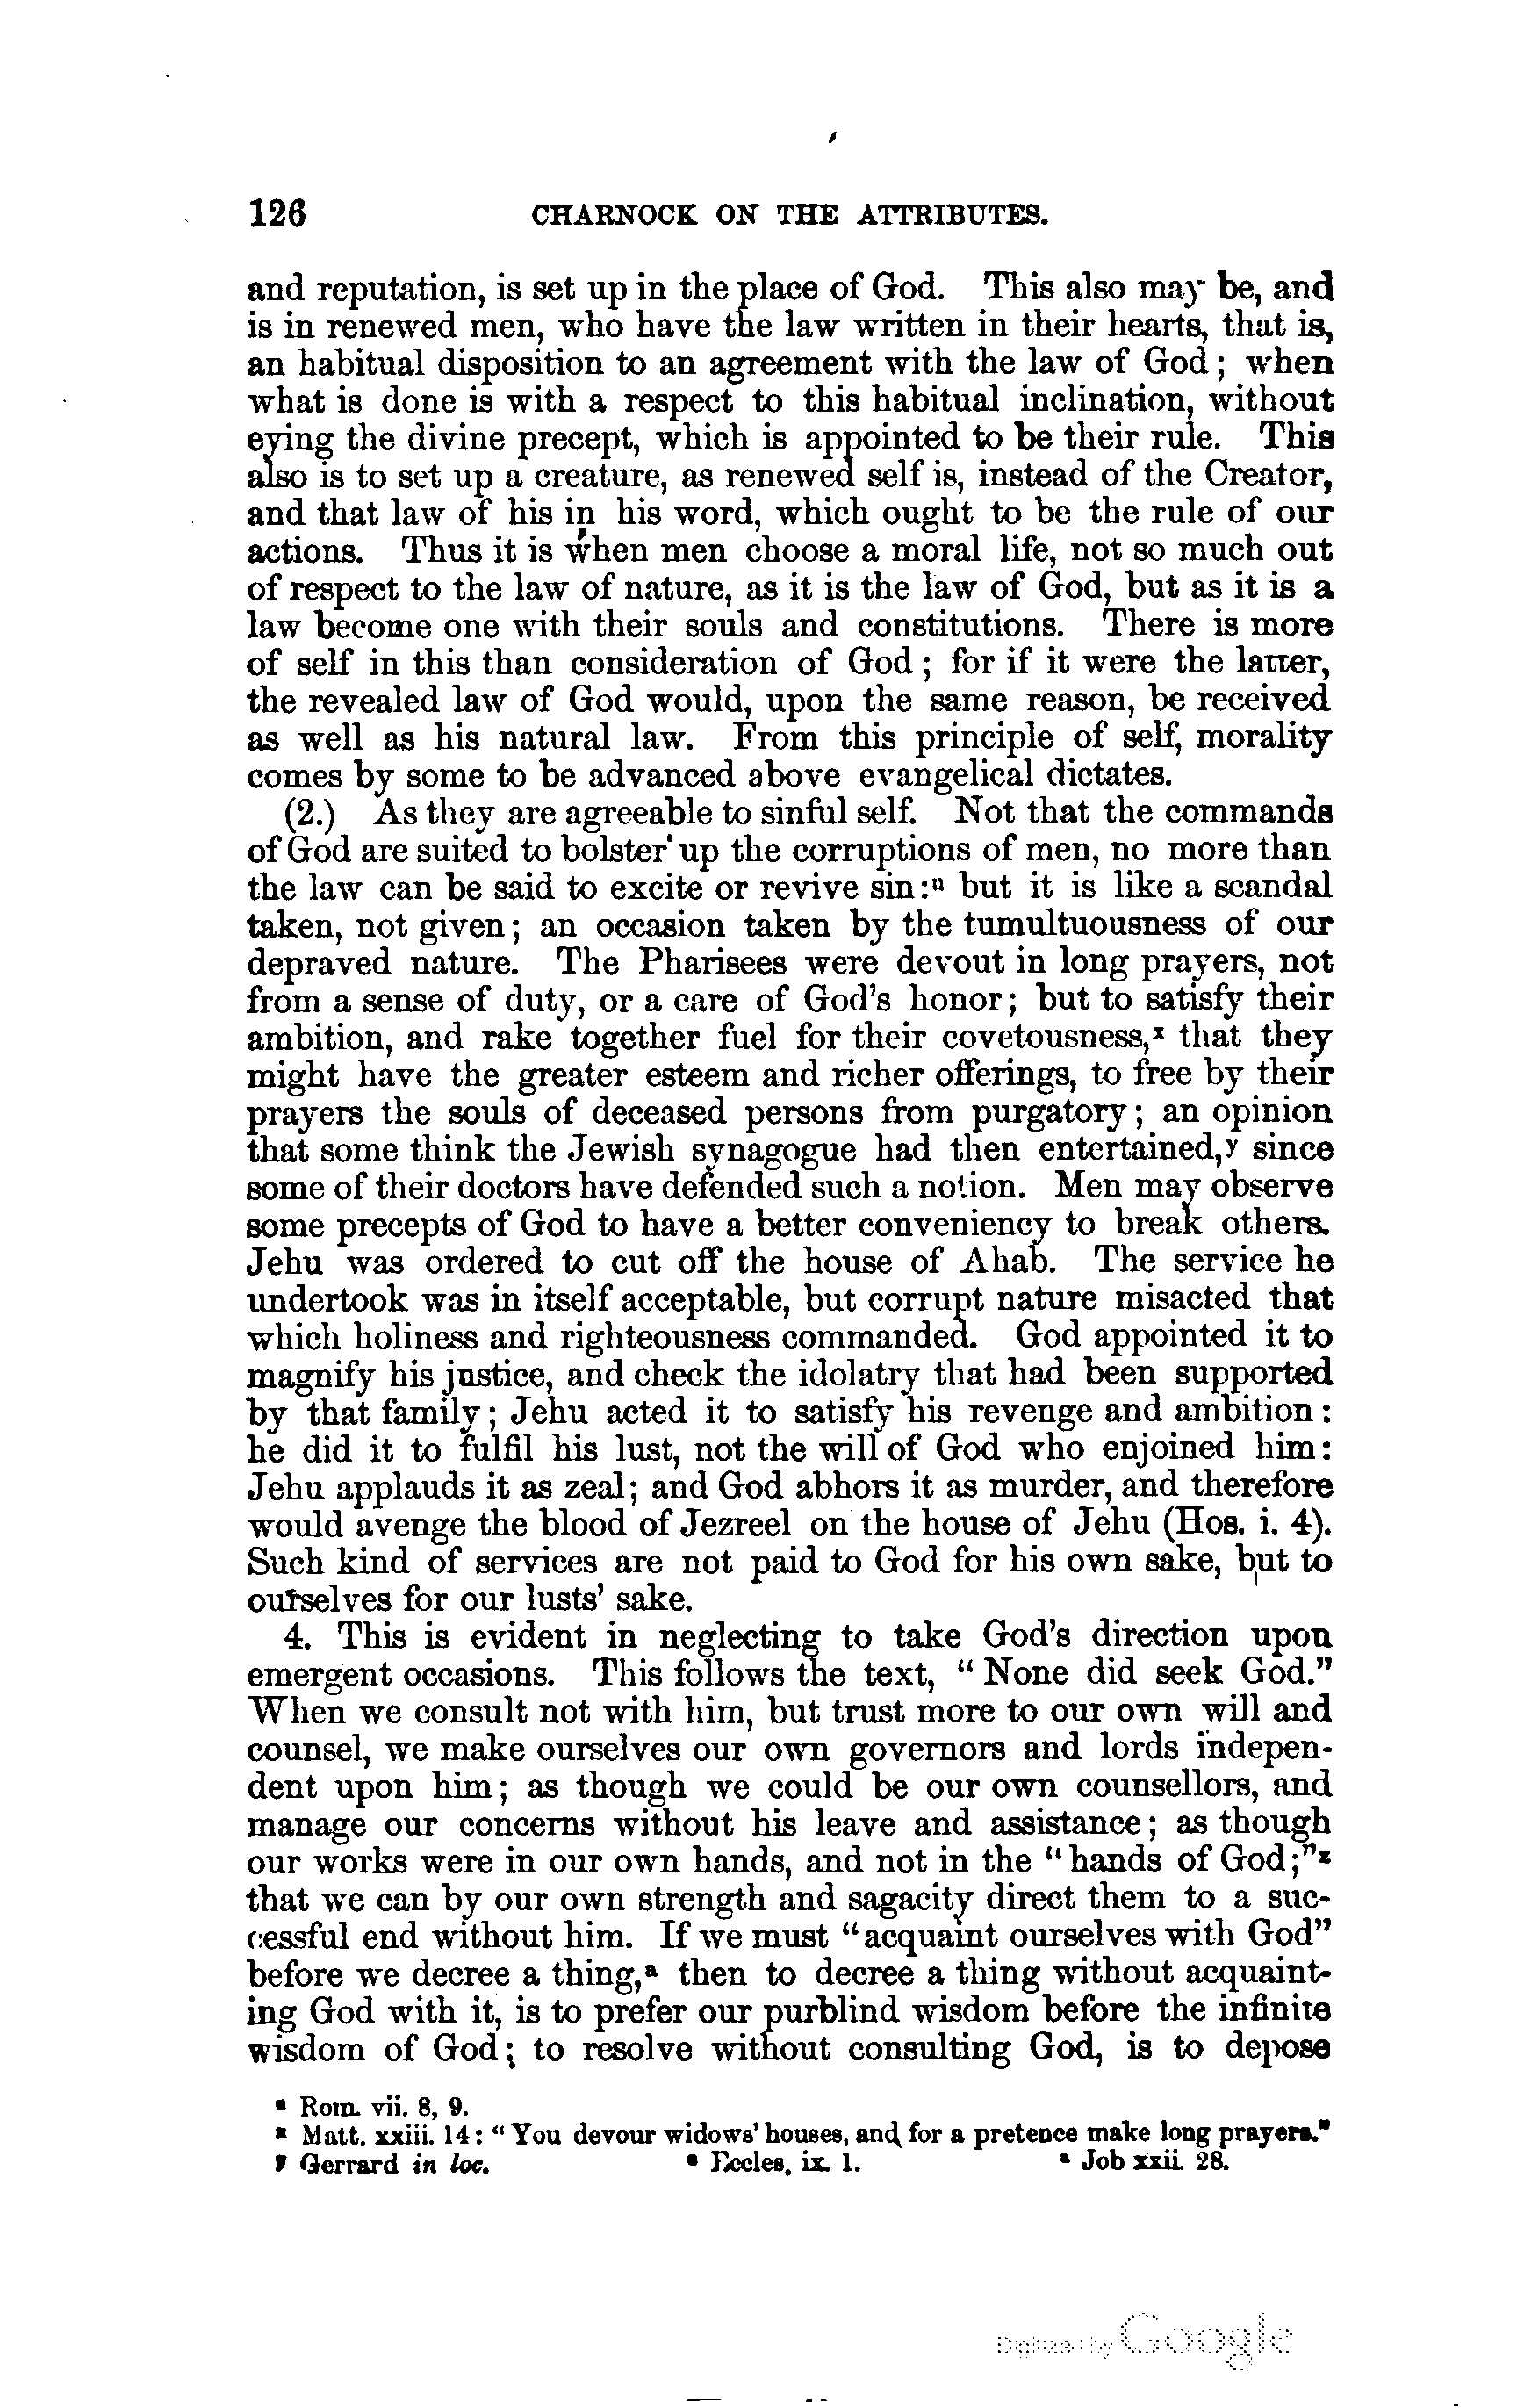 126 CHARNOCK ON THE ATTRIBUTES.
and reputation, is set up in the place of God. This also may be, and
is in renewed men, who have the law written in their hearts, that is,
an habitual disposition to an agreement with the law of God; when
what is done is with a respect to this habitual inclination, without
eying the divine precept, which is appointed to be their rule. This
also is to set up a creature, as renewed self is, instead of the Creator,
and that law of his in his word, which ought to be the rule of our
actions. Thus it is when men choose a moral life, not so much out
of respect to the law of nature, as it is the law of God, but as it is a
law become one with their souls and constitutions. There is more
of self in this than consideration of God; for if it were the latter,
the revealed law of God would, upon the same reason, be received
as well as his natural law. From this principle of self, morality
comes by some to be advanced above evangelical dictates.
(2.) As they are agreeable to sinful self. Not that the commands
of God are suited to bolster up the corruptions of men, no more than
the law can be said to excite or revive sin:ᵘ but it is like a scandal
taken, not given; an occasion taken by the tumultuousness of our
depraved nature. The Pharisees were devout in long prayers, not
from a sense of duty, or a care of God's honor; but to satisfy their
ambition, and rake together fuel for their covetousness,ˣ that they
might have the greater esteem and richer offerings, to free by their
prayers the souls of deceased persons from purgatory; an opinion
that some think the Jewish synagogue had then entertained,ʸ since
some of their doctors have defended such a notion. Men may observe
some precepts of God to have a better conveniency to break others.
Jehu was ordered to cut off the house of Ahab. The service he
undertook was in itself acceptable, but corrupt nature misacted that
which holiness and righteousness commanded. God appointed it to
magnify his justice, and check the idolatry that had been supported
by that family; Jehu acted it to satisfy his revenge and ambition:
he did it to fulfil his lust, not the will of God who enjoined him:
Jehu applauds it as zeal; and God abhors it as murder, and therefore
would avenge the blood of Jezreel on the house of Jehu (Hos. i. 4).
Such kind of services are not paid to God for his own sake, but to
ourselves for our lusts' sake.
4. This is evident in neglecting to take God's direction upon
emergent occasions. This follows the text, "None did seek God."
When we consult not with him, but trust more to our own will and
counsel, we make ourselves our own governors and lords indepen-
dent upon him; as though we could be our own counsellors, and
manage our concerns without his leave and assistance; as though
our works were in our own hands, and not in the "hands of God;"ᶻ
that we can by our own strength and sagacity direct them to a suc-
cessful end without him. If we must "acquaint ourselves with God"
before we decree a thing,ᵃ then to decree a thing without acquaint-
ing God with it, is to prefer our purblind wisdom before the infinite
wisdom of God; to resolve without consulting God, is to depose
ᵘ Rom. vii. 8, 9.
ˣ Matt. xxiii. 14: "You devour widows' houses, and for a pretence make long prayers."
ʸ Gerrard in loc. ᶻ Eccles. ix. 1. ᵃ Job xxii. 28.
Digitized by Google